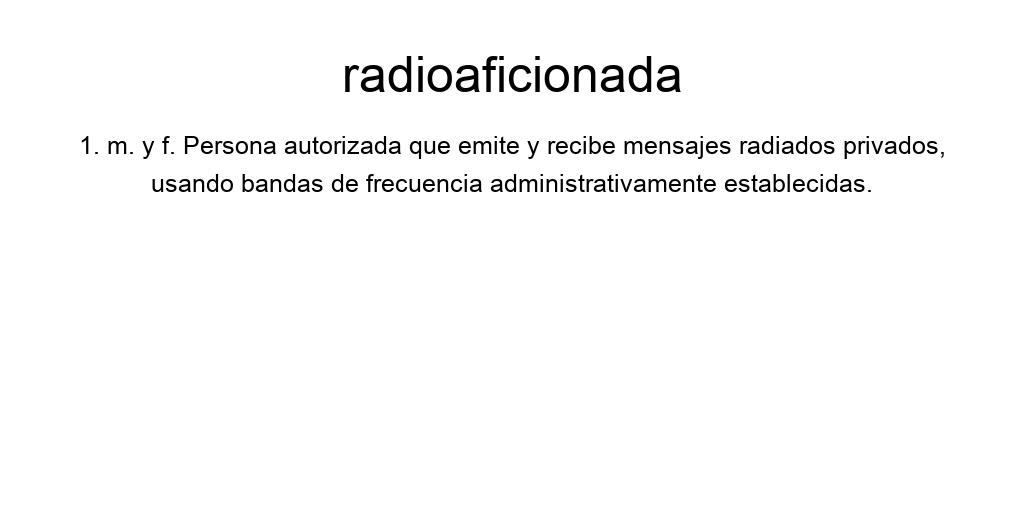 radioaficionada
1. m. y f. Persona autorizada que emite y recibe mensajes radiados privados,
usando bandas de frecuencia administrativamente establecidas.